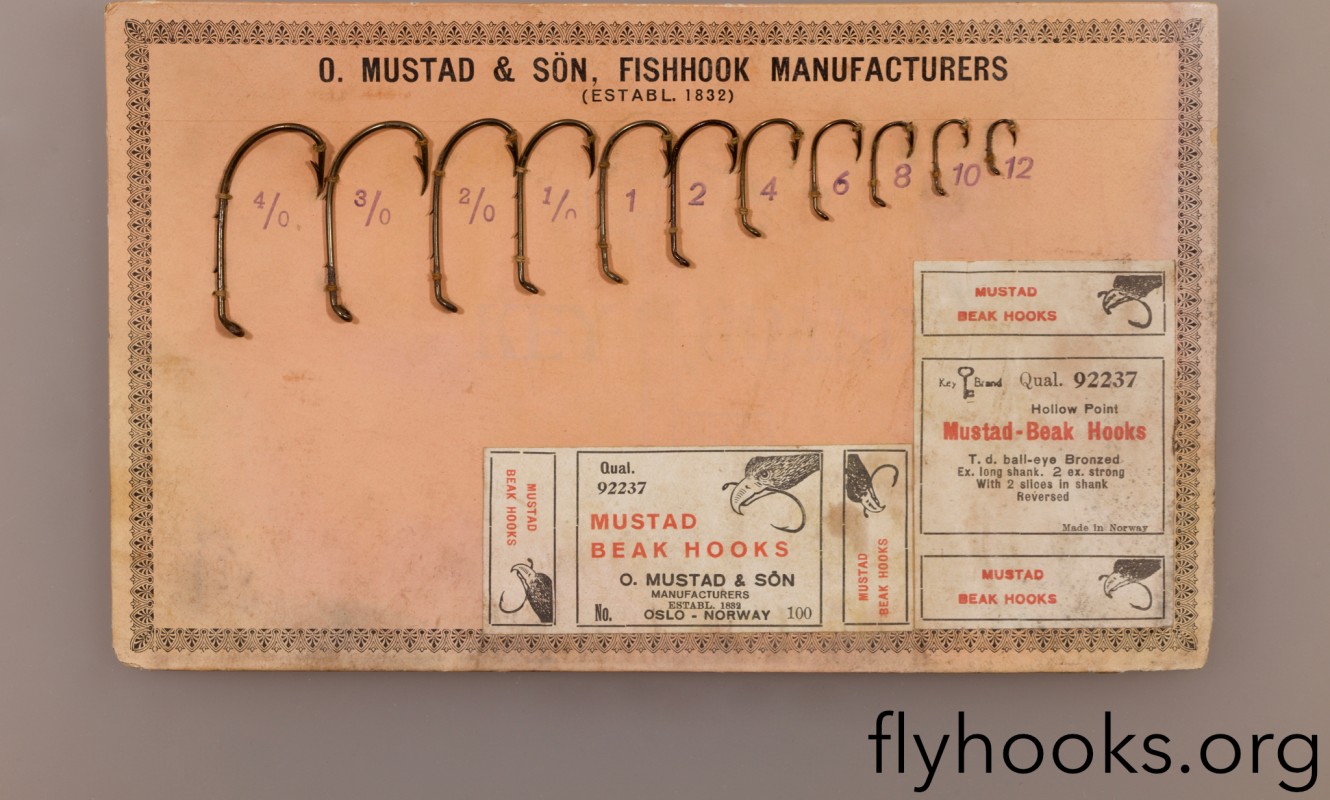 O. MUSTAD & SÖN, FISHHOOK MANUFACTURERS
(ESTABL. 1832)
4/0 3/0 2/0 1/0 1 2 4 6 8 10 12
MUSTAD
BEAK HOOKS
Key Brand Qual. 92237
Hollow Point
Mustad-Beak Hooks
T. d. ball-eye Bronzed
Ex. long shank. 2 ex. strong
With 2 slices in shank
Reversed
Made in Norway
MUSTAD
BEAK HOOKS
MUSTAD
BEAK HOOKS
Qual.
92237
MUSTAD
BEAK HOOKS
O. MUSTAD & SÖN
MANUFACTURERS
ESTABL. 1832
No. OSLO - NORWAY 100
MUSTAD
BEAK HOOKS
flyhooks.org